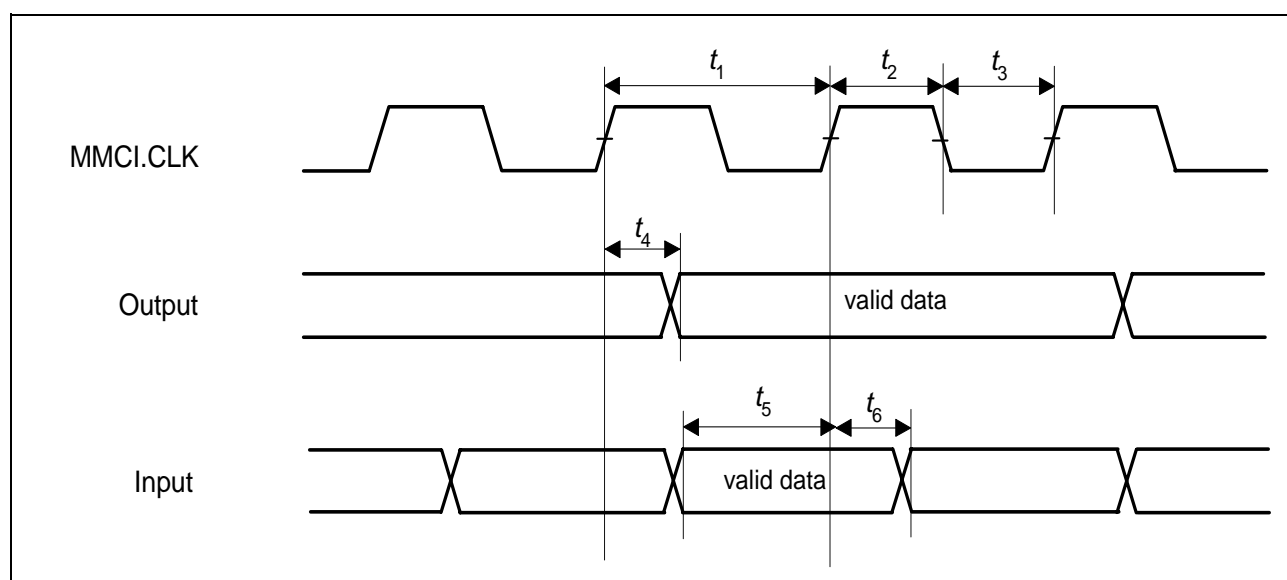 t1 t2 t3
MMCI.CLK
t4
Output valid data
t5 t6
Input valid data